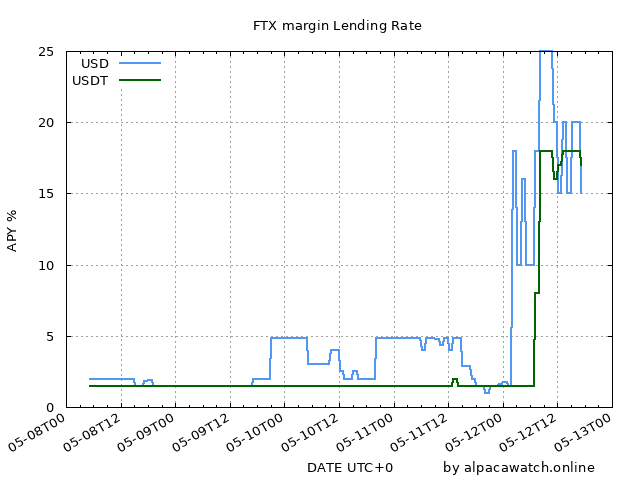 FTX margin Lending Rate
25
USD
USDT
20
15
APY %
10
5
0
05-08T00
05-08T12
05-09T00
05-09T12
05-10T00
05-10T12
05-11T00
05-11T12
05-12T00
05-12T12
05-13T00
DATE UTC+0
by alpacawatch.online